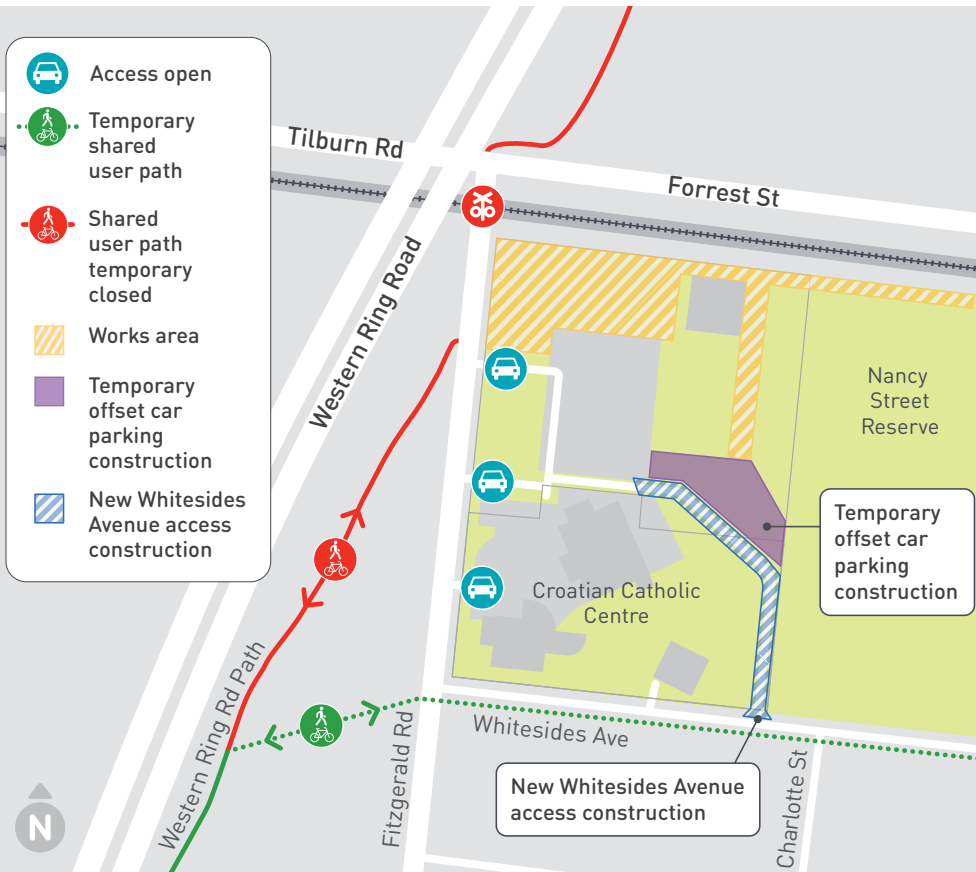 Access open
Temporary
shared
user path
Shared
user path
temporary
closed
Works area
Temporary
offset car
parking
construction
New Whitesides
Avenue access
construction
Tilburn Rd
Forrest St
Western Ring Road
Nancy
Street
Reserve
Temporary
offset car
parking
construction
Croatian Catholic
Centre
Western Ring Rd Path
Fitzgerald Rd
Whitesides Ave
New Whitesides Avenue
access construction
Charlotte St
N